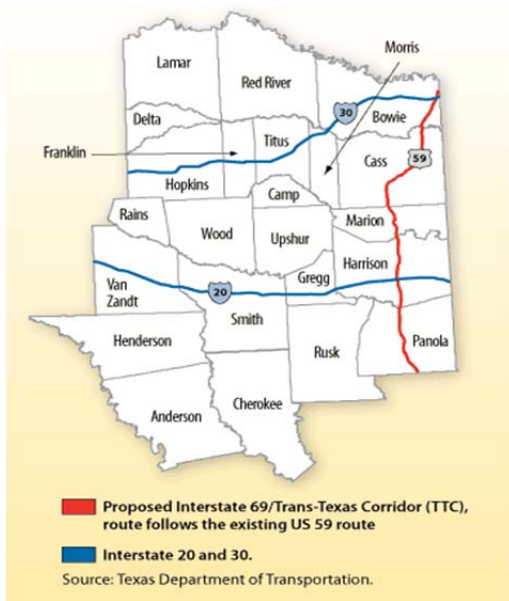 Morris
Lamar
Red River
30
Bowie
Delta
Titus
Franklin
Cass
59
Hopkins
Camp
Rains
Marion
Wood
Upshur
Harrison
Gregg
Van
Zandt
20
Smith
Henderson
Panola
Rusk
Cherokee
Anderson
Proposed Interstate 69/Trans-Texas Corridor (TTC),
route follows the existing US 59 route
Interstate 20 and 30.
Source: Texas Department of Transportation.